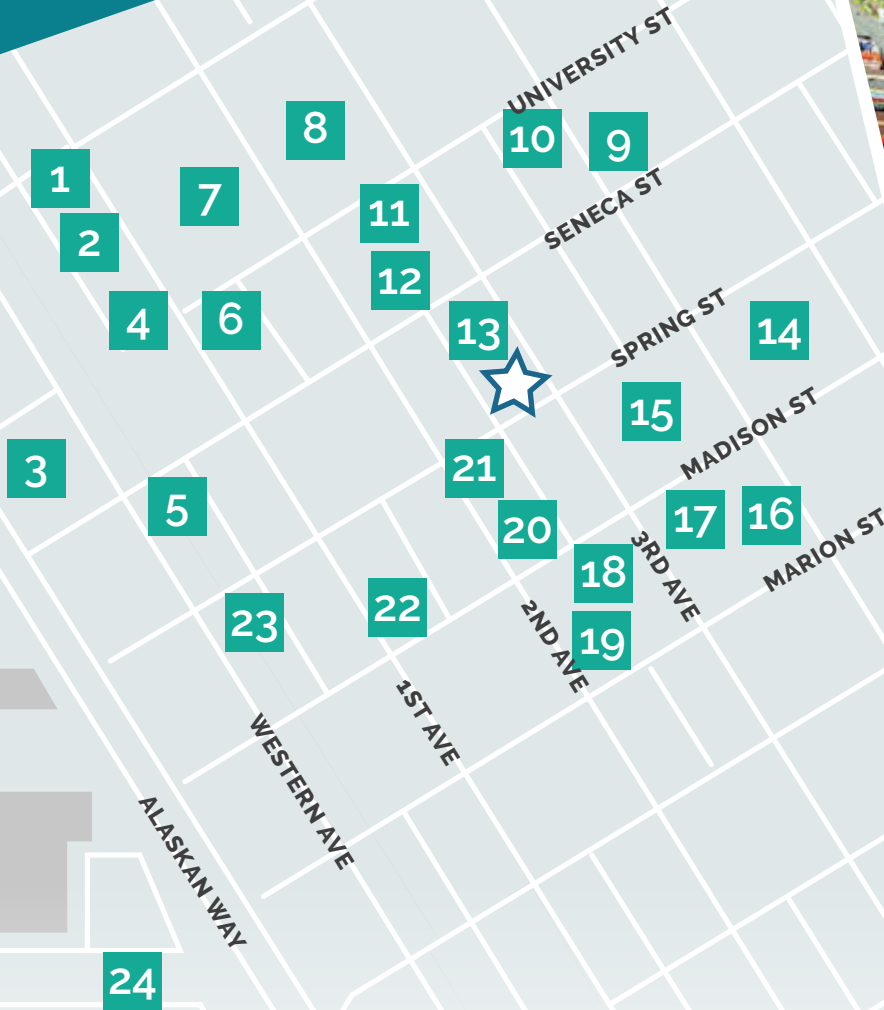 UNIVERSITY ST
8
10
9
1
7
11
SENECA ST
2
12
4
6
13
SPRING ST
14
15
MADISON ST
3
21
5
20
17
16
MARION ST
18
3RD AVE
23
22
19
2ND AVE
1ST AVE
WESTERN AVE
ALASKAN WAY
24